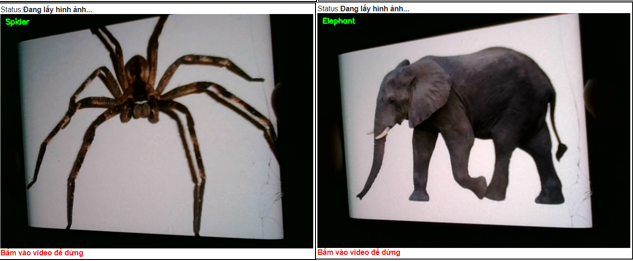 Status Đang lấy hình ảnh...
Spider
Bấm vào video để dừng
Status Đang lấy hình ảnh...
Elephant
Bấm vào video để dừng